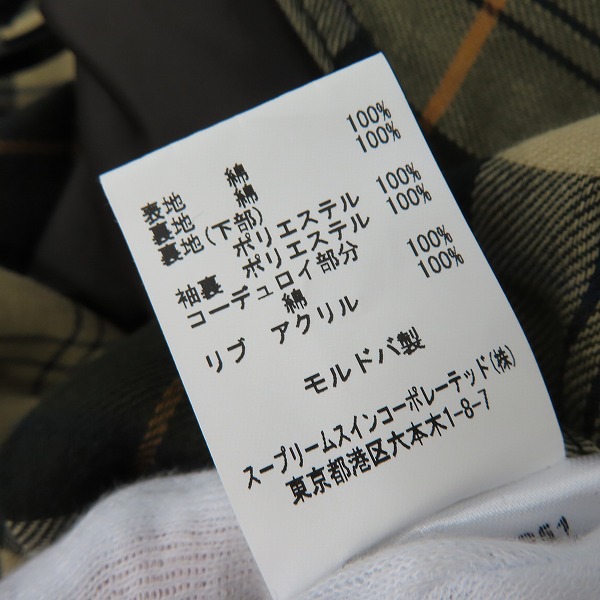 表地 綿 100%
裏地 綿 100%
裏地(下部)
ポリエステル 100%
袖裏 ポリエステル 100%
コーデュロイ部分
綿 100%
リブ アクリル 100%
モルドバ製
スープリームスインコーポレーテッド(株)
東京都港区六本木1-8-7